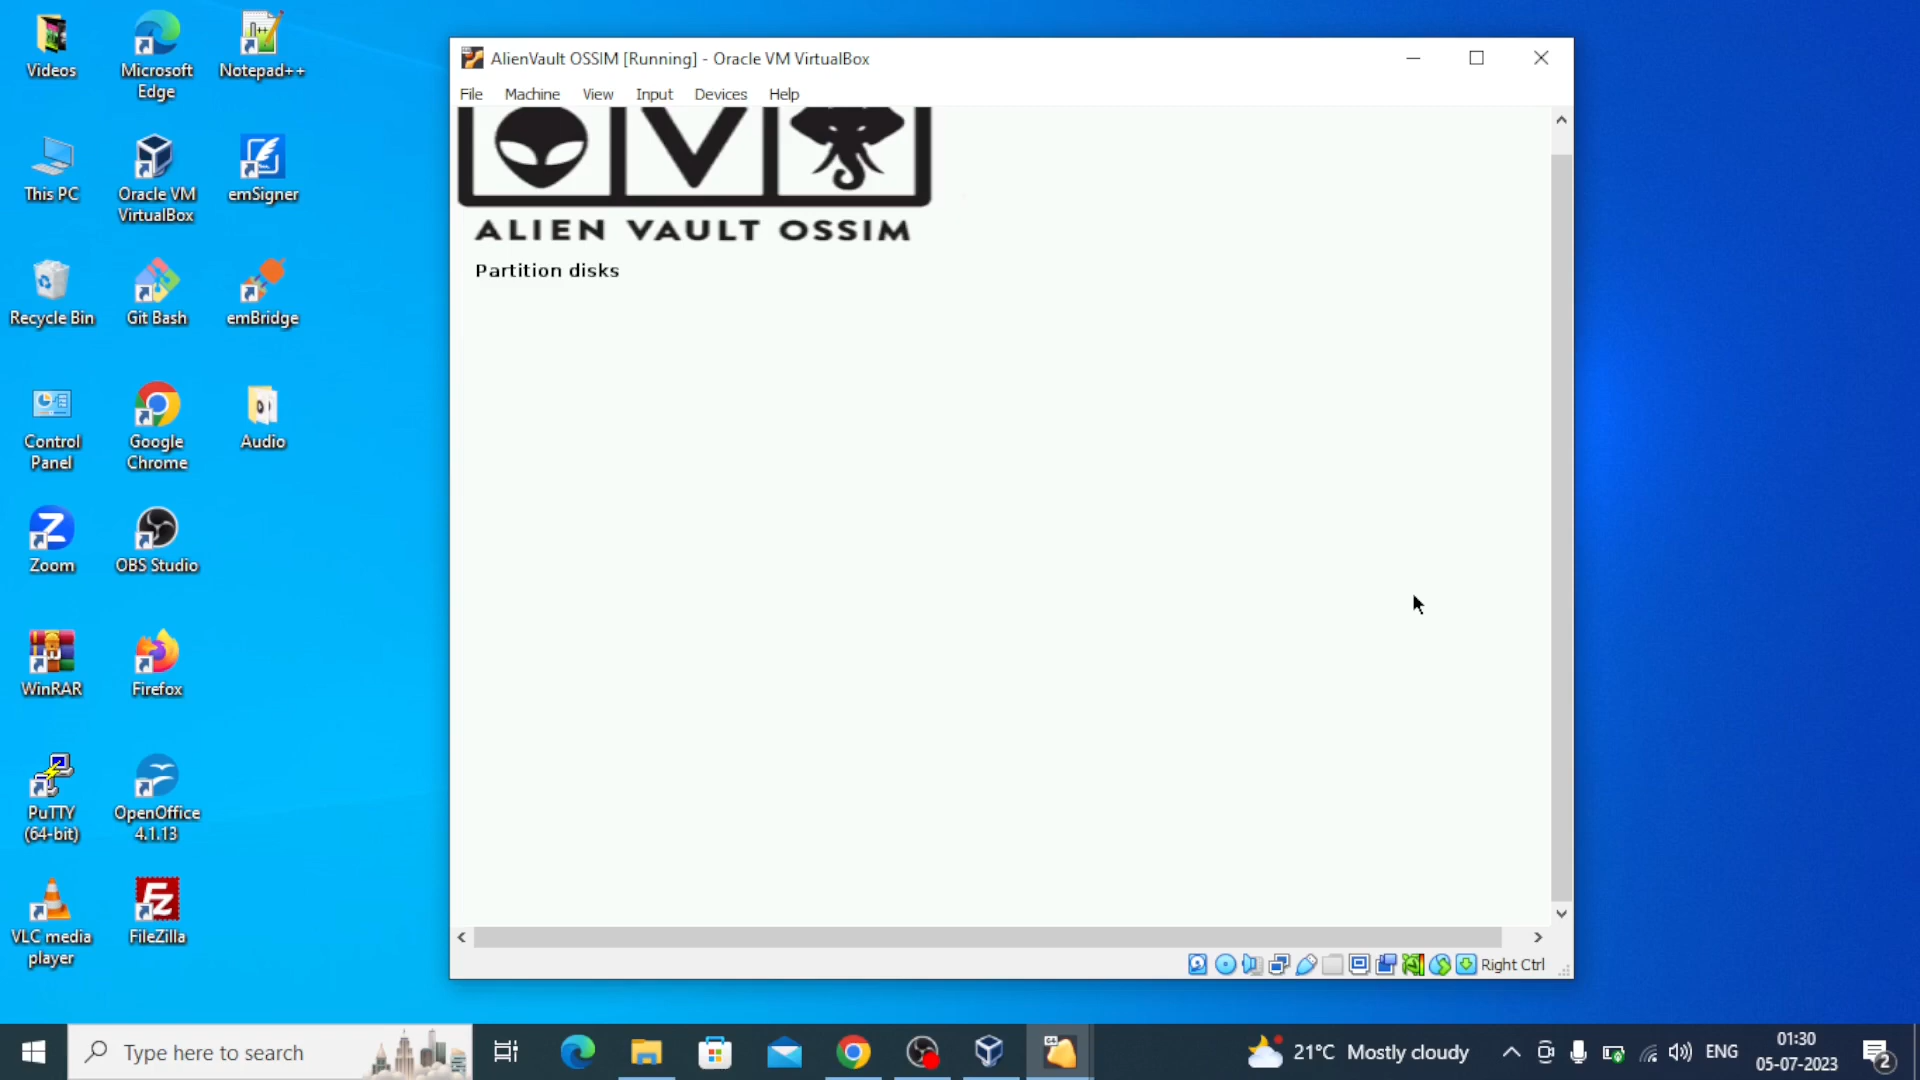 Videos
Microsoft
Edge
Notepad++
This PC
Oracle VM
VirtualBox
emSigner
Recycle Bin
Git Bash
emBridge
Control
Panel
Google
Chrome
Audio
Zoom
OBS Studio
WinRAR
Firefox
PuTTY
(64-bit)
OpenOffice
4.1.13
VLC media
player
FileZilla
AlienVault OSSIM [Running] - Oracle VM VirtualBox
File Machine View Input Devices Help
ALIEN VAULT OSSIM
Partition disks
Right Ctrl
Type here to search
21°C Mostly cloudy
ENG
01:30
05-07-2023
2